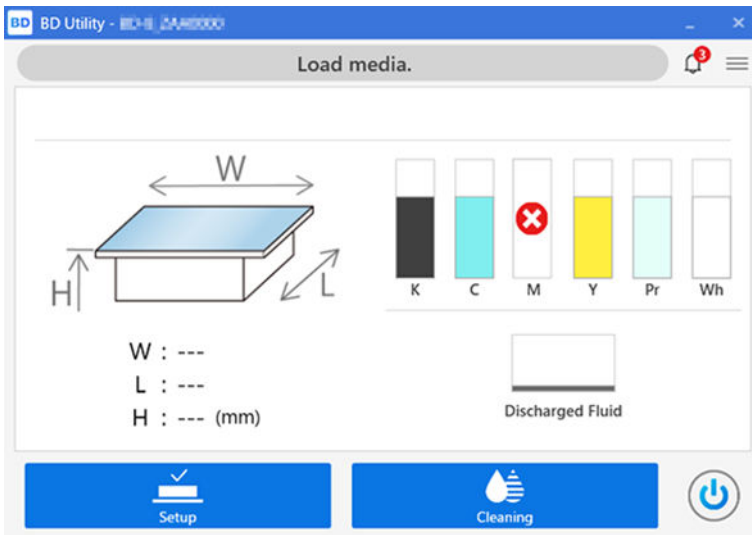 BD BD Utility -
Load media.
3
W
H
L
K C M Y Pr Wh
W : ---
L : ---
H : --- (mm)
Discharged Fluid
Setup
Cleaning